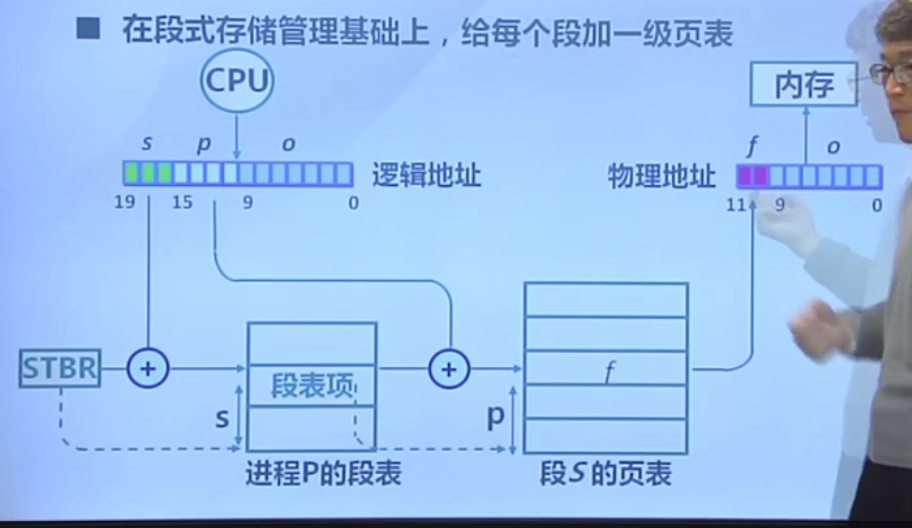 ■ 在段式存储管理基础上，给每个段加一级页表
CPU
内存
s p o
f o
逻辑地址
物理地址
19 15 9 0
11 9 0
STBR
+
+
段表项
f
s
p
进程P的段表
段S的页表